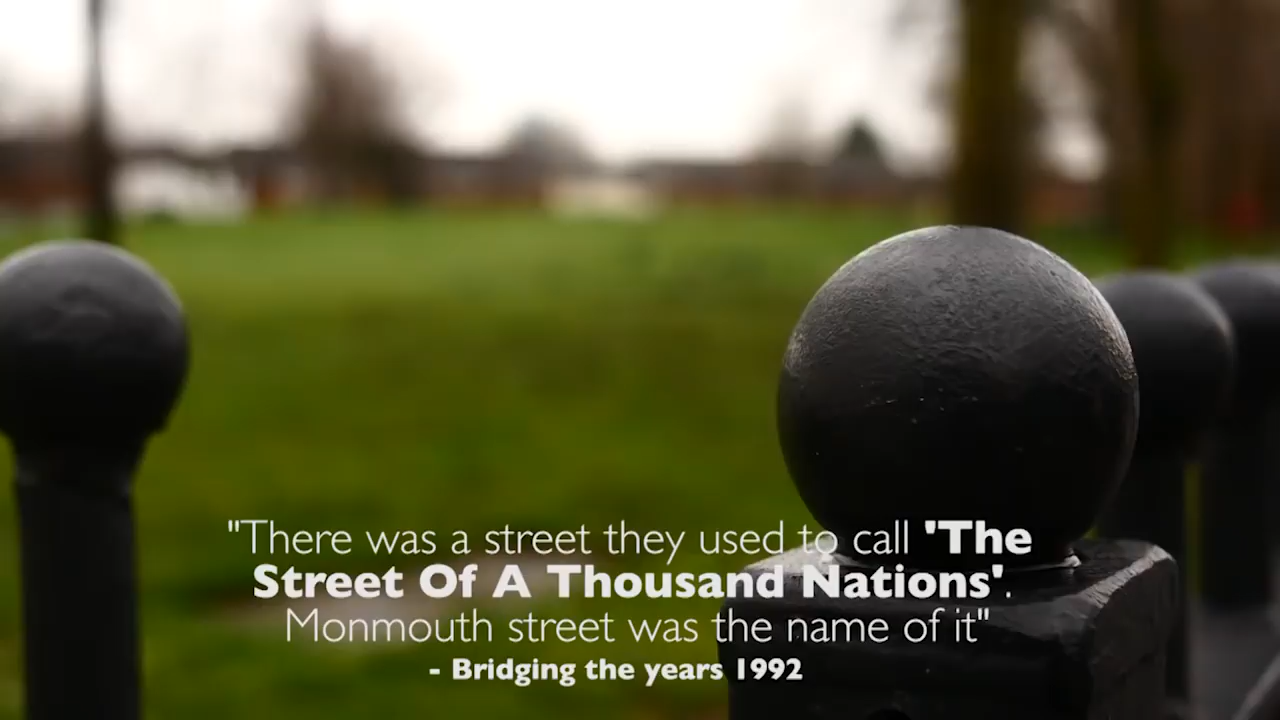 "There was a street they used to call 'The
Street Of A Thousand Nations'.
Monmouth street was the name of it"
- Bridging the years 1992